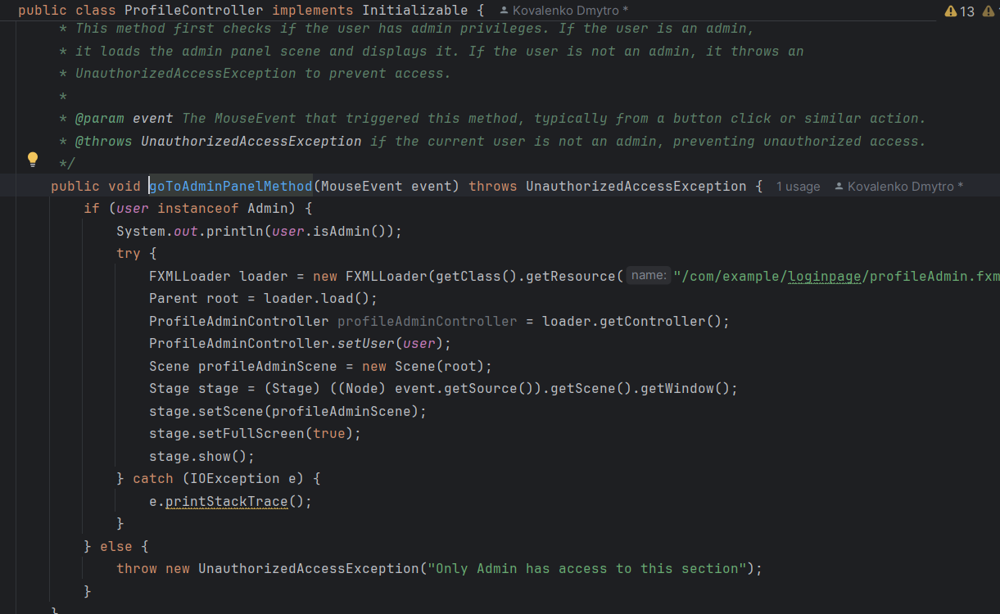 public class ProfileController implements Initializable { Kovalenko Dmytro * 13
* This method first checks if the user has admin privileges. If the user is an admin,
* it loads the admin panel scene and displays it. If the user is not an admin, it throws an
* UnauthorizedAccessException to prevent access.
*
* @param event The MouseEvent that triggered this method, typically from a button click or similar action.
* @throws UnauthorizedAccessException if the current user is not an admin, preventing unauthorized access.
*/
public void goToAdminPanelMethod(MouseEvent event) throws UnauthorizedAccessException { 1 usage Kovalenko Dmytro *
if (user instanceof Admin) {
System.out.println(user.isAdmin());
try {
FXMLLoader loader = new FXMLLoader(getClass().getResource( name: "/com/example/loginpage/profileAdmin.fxm
Parent root = loader.load();
ProfileAdminController profileAdminController = loader.getController();
ProfileAdminController.setUser(user);
Scene profileAdminScene = new Scene(root);
Stage stage = (Stage) ((Node) event.getSource()).getScene().getWindow();
stage.setScene(profileAdminScene);
stage.setFullScreen(true);
stage.show();
} catch (IOException e) {
e.printStackTrace();
}
} else {
throw new UnauthorizedAccessException("Only Admin has access to this section");
}
}